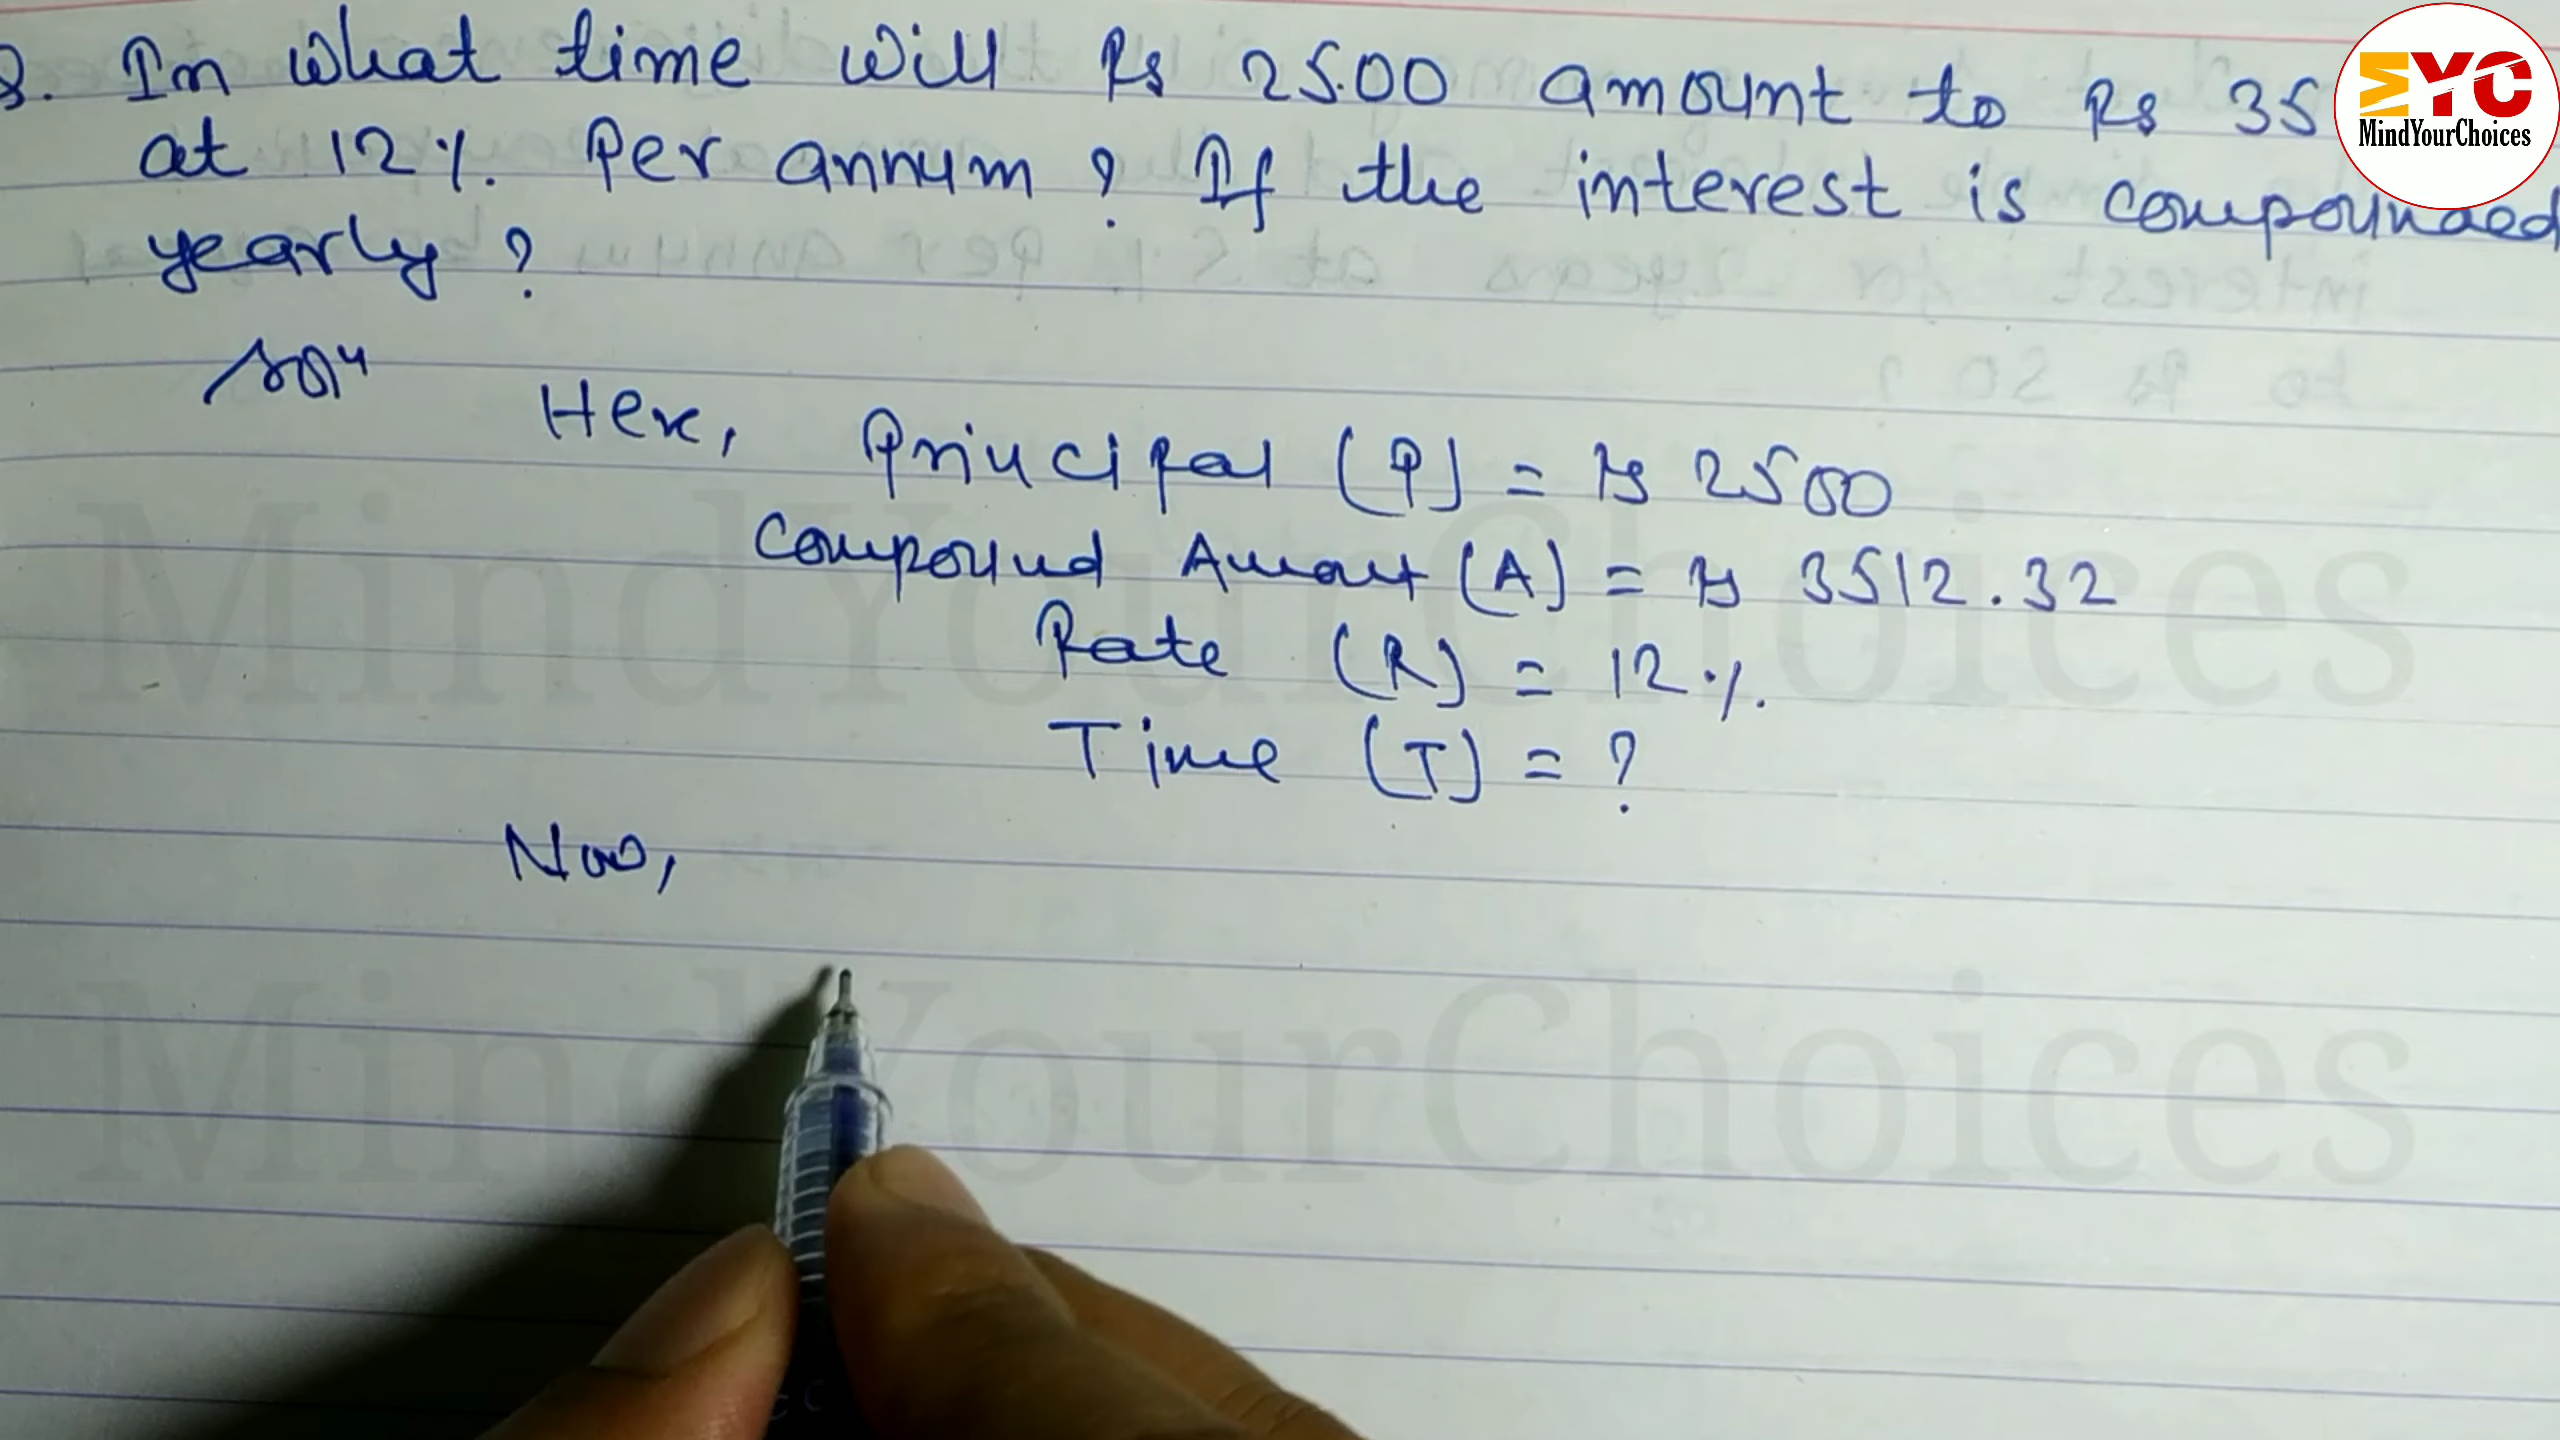 In what time will Rs 2500 amount to Rs 35
MYC
MindYourChoices
at 12%. Per annum ? If the interest is compounded
yearly ?
Soln
Here, Principal (P) = Rs 2500
Compound Amount (A) = Rs 3512.32
Rate (R) = 12%.
Time (T) = ?
Now,
MindYourChoices
MindYourChoices